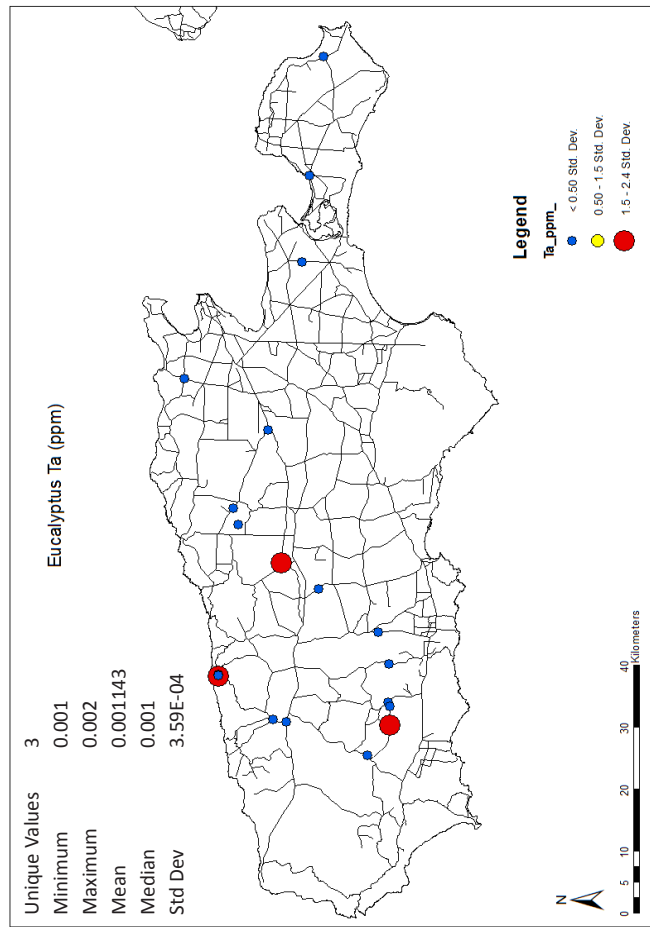 Unique Values 3
Minimum 0.001
Maximum 0.002
Mean 0.001143
Median 0.001
Std Dev 3.59E-04
Eucalyptus Ta (ppm)
Legend
Ta_ppm_
< 0.50 Std. Dev.
0.50 - 1.5 Std. Dev.
1.5 - 2.4 Std. Dev.
N
0 5 10 20 30 40
Kilometers